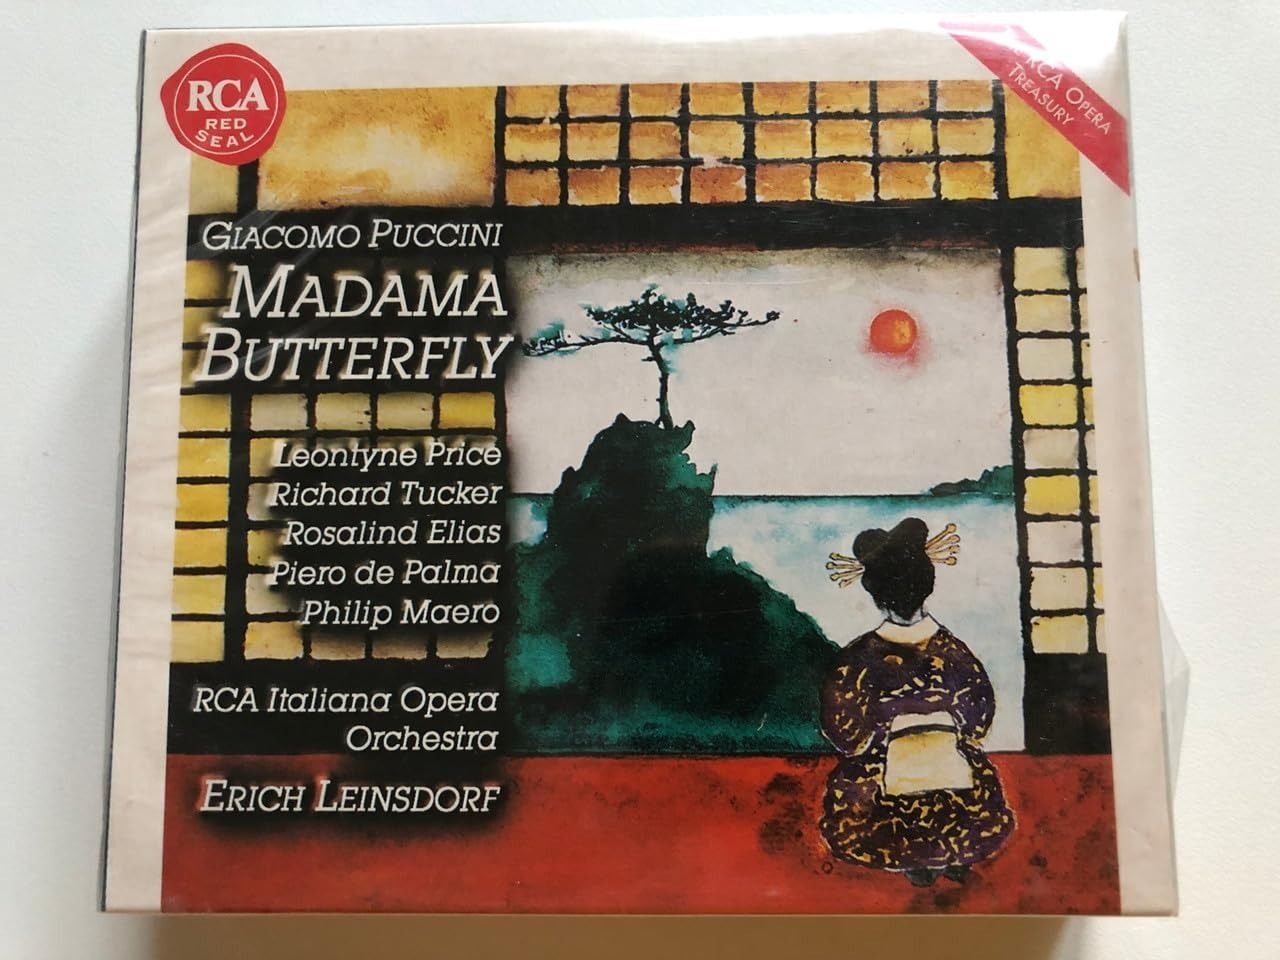 RCA
RED
SEAL
RCA OPERA
TREASURY
GIACOMO PUCCINI
MADAMA
BUTTERFLY
Leontyne Price
Richard Tucker
Rosalind Elias
Piero de Palma
Philip Maero
RCA Italiana Opera
Orchestra
ERICH LEINSDORF